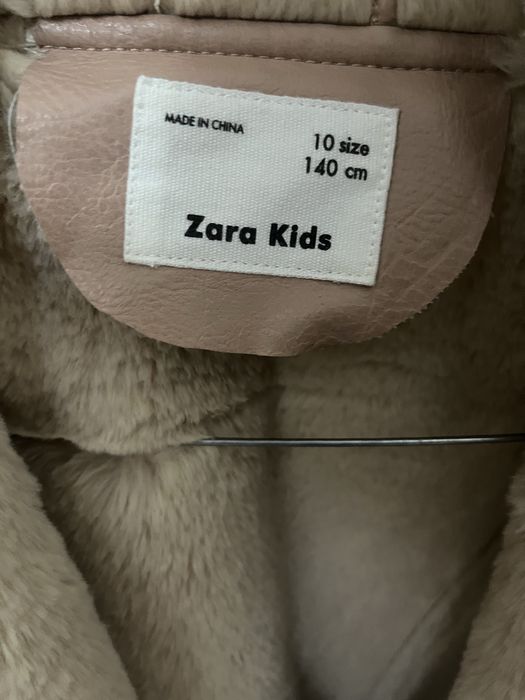 MADE IN CHINA
10 size
140 cm
Zara Kids